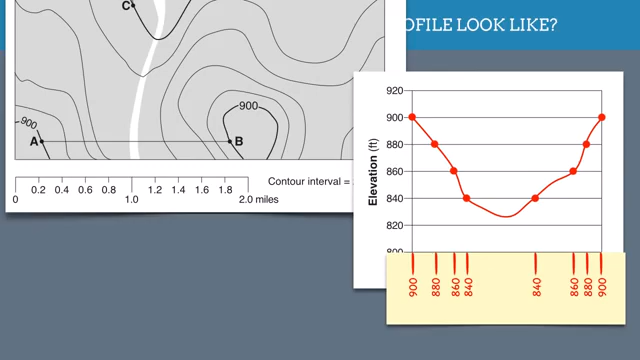 OFILE LOOK LIKE?
C
900
900
A
B
0 0.2 0.4 0.6 0.8 1.0 1.2 1.4 1.6 1.8 2.0 miles
Contour interval =
Elevation (ft)
920
900
880
860
840
820
800
900 880 860 840 840 860 880 900